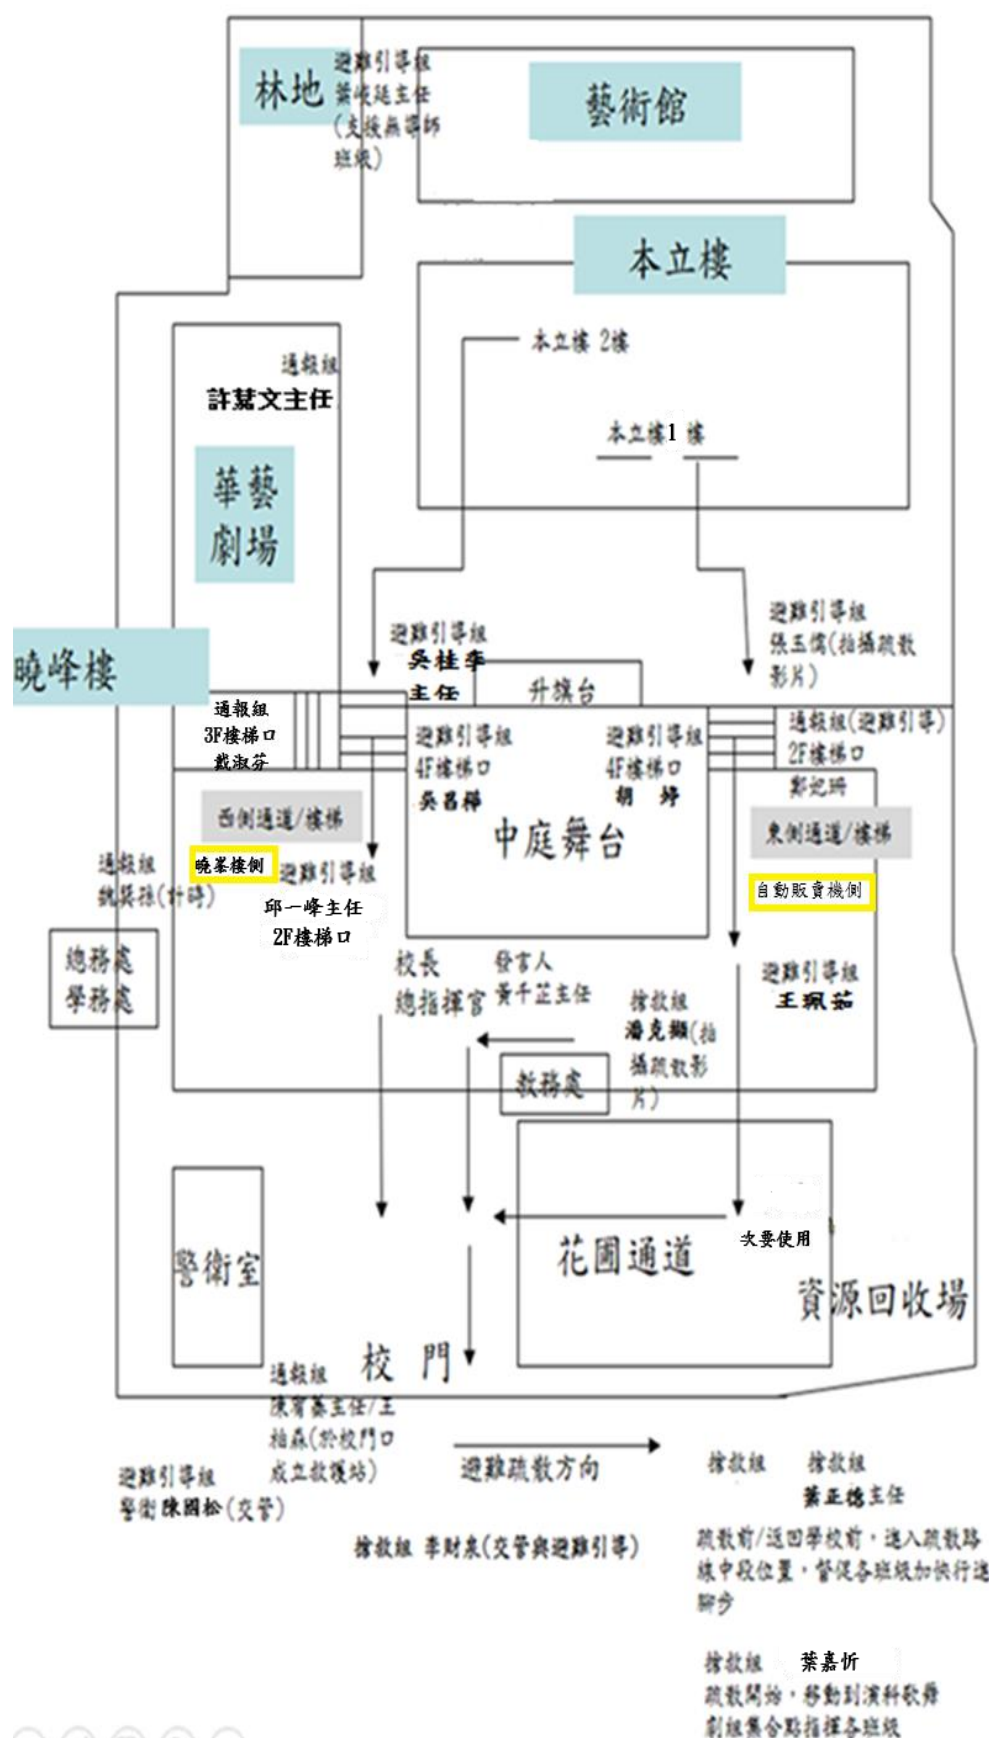 林地
避難引導組
葉峻廷主任
(支援無導師
班級)
藝術館
本立樓
本立樓 2樓
本立樓1 樓
通報組
許慧文主任
華藝
劇場
曉峰樓
避難引導組
吳桂李
主任
升旗台
避難引導組
張玉儒(拍攝疏散
影片)
通報組
3F樓梯口
戴淑芬
避難引導組
4F樓梯口
吳昌樺
避難引導組
4F樓梯口
胡 婷
通報組(避難引導)
2F樓梯口
鄭妃珊
中庭舞台
西側通道/樓梯
曉峯樓側
東側通道/樓梯
自動販賣機側
通報組
(計時)
避難引導組
邱一峰主任
2F樓梯口
總務處
學務處
校長
總指揮官
發言人
黃千芷主任
搶救組
潘克顯(拍
攝疏散影
片)
避難引導組
王珮茹
教務處
警衛室
花圃通道
次要使用
資源回收場
校 門
通報組
主任/王
柏森(於校門口
成立救護站)
避難引導組
警衛陳國松(交管)
避難疏散方向
搶救組 李財泉(交管與避難引導)
搶救組
搶救組
葉正德主任
疏散前/返回學校前，進入疏散路
線中段位置，督促各班級加快行進
腳步
搶救組 葉嘉忻
疏散開始，移動到演科歌舞
劇組集合點指揮各班級